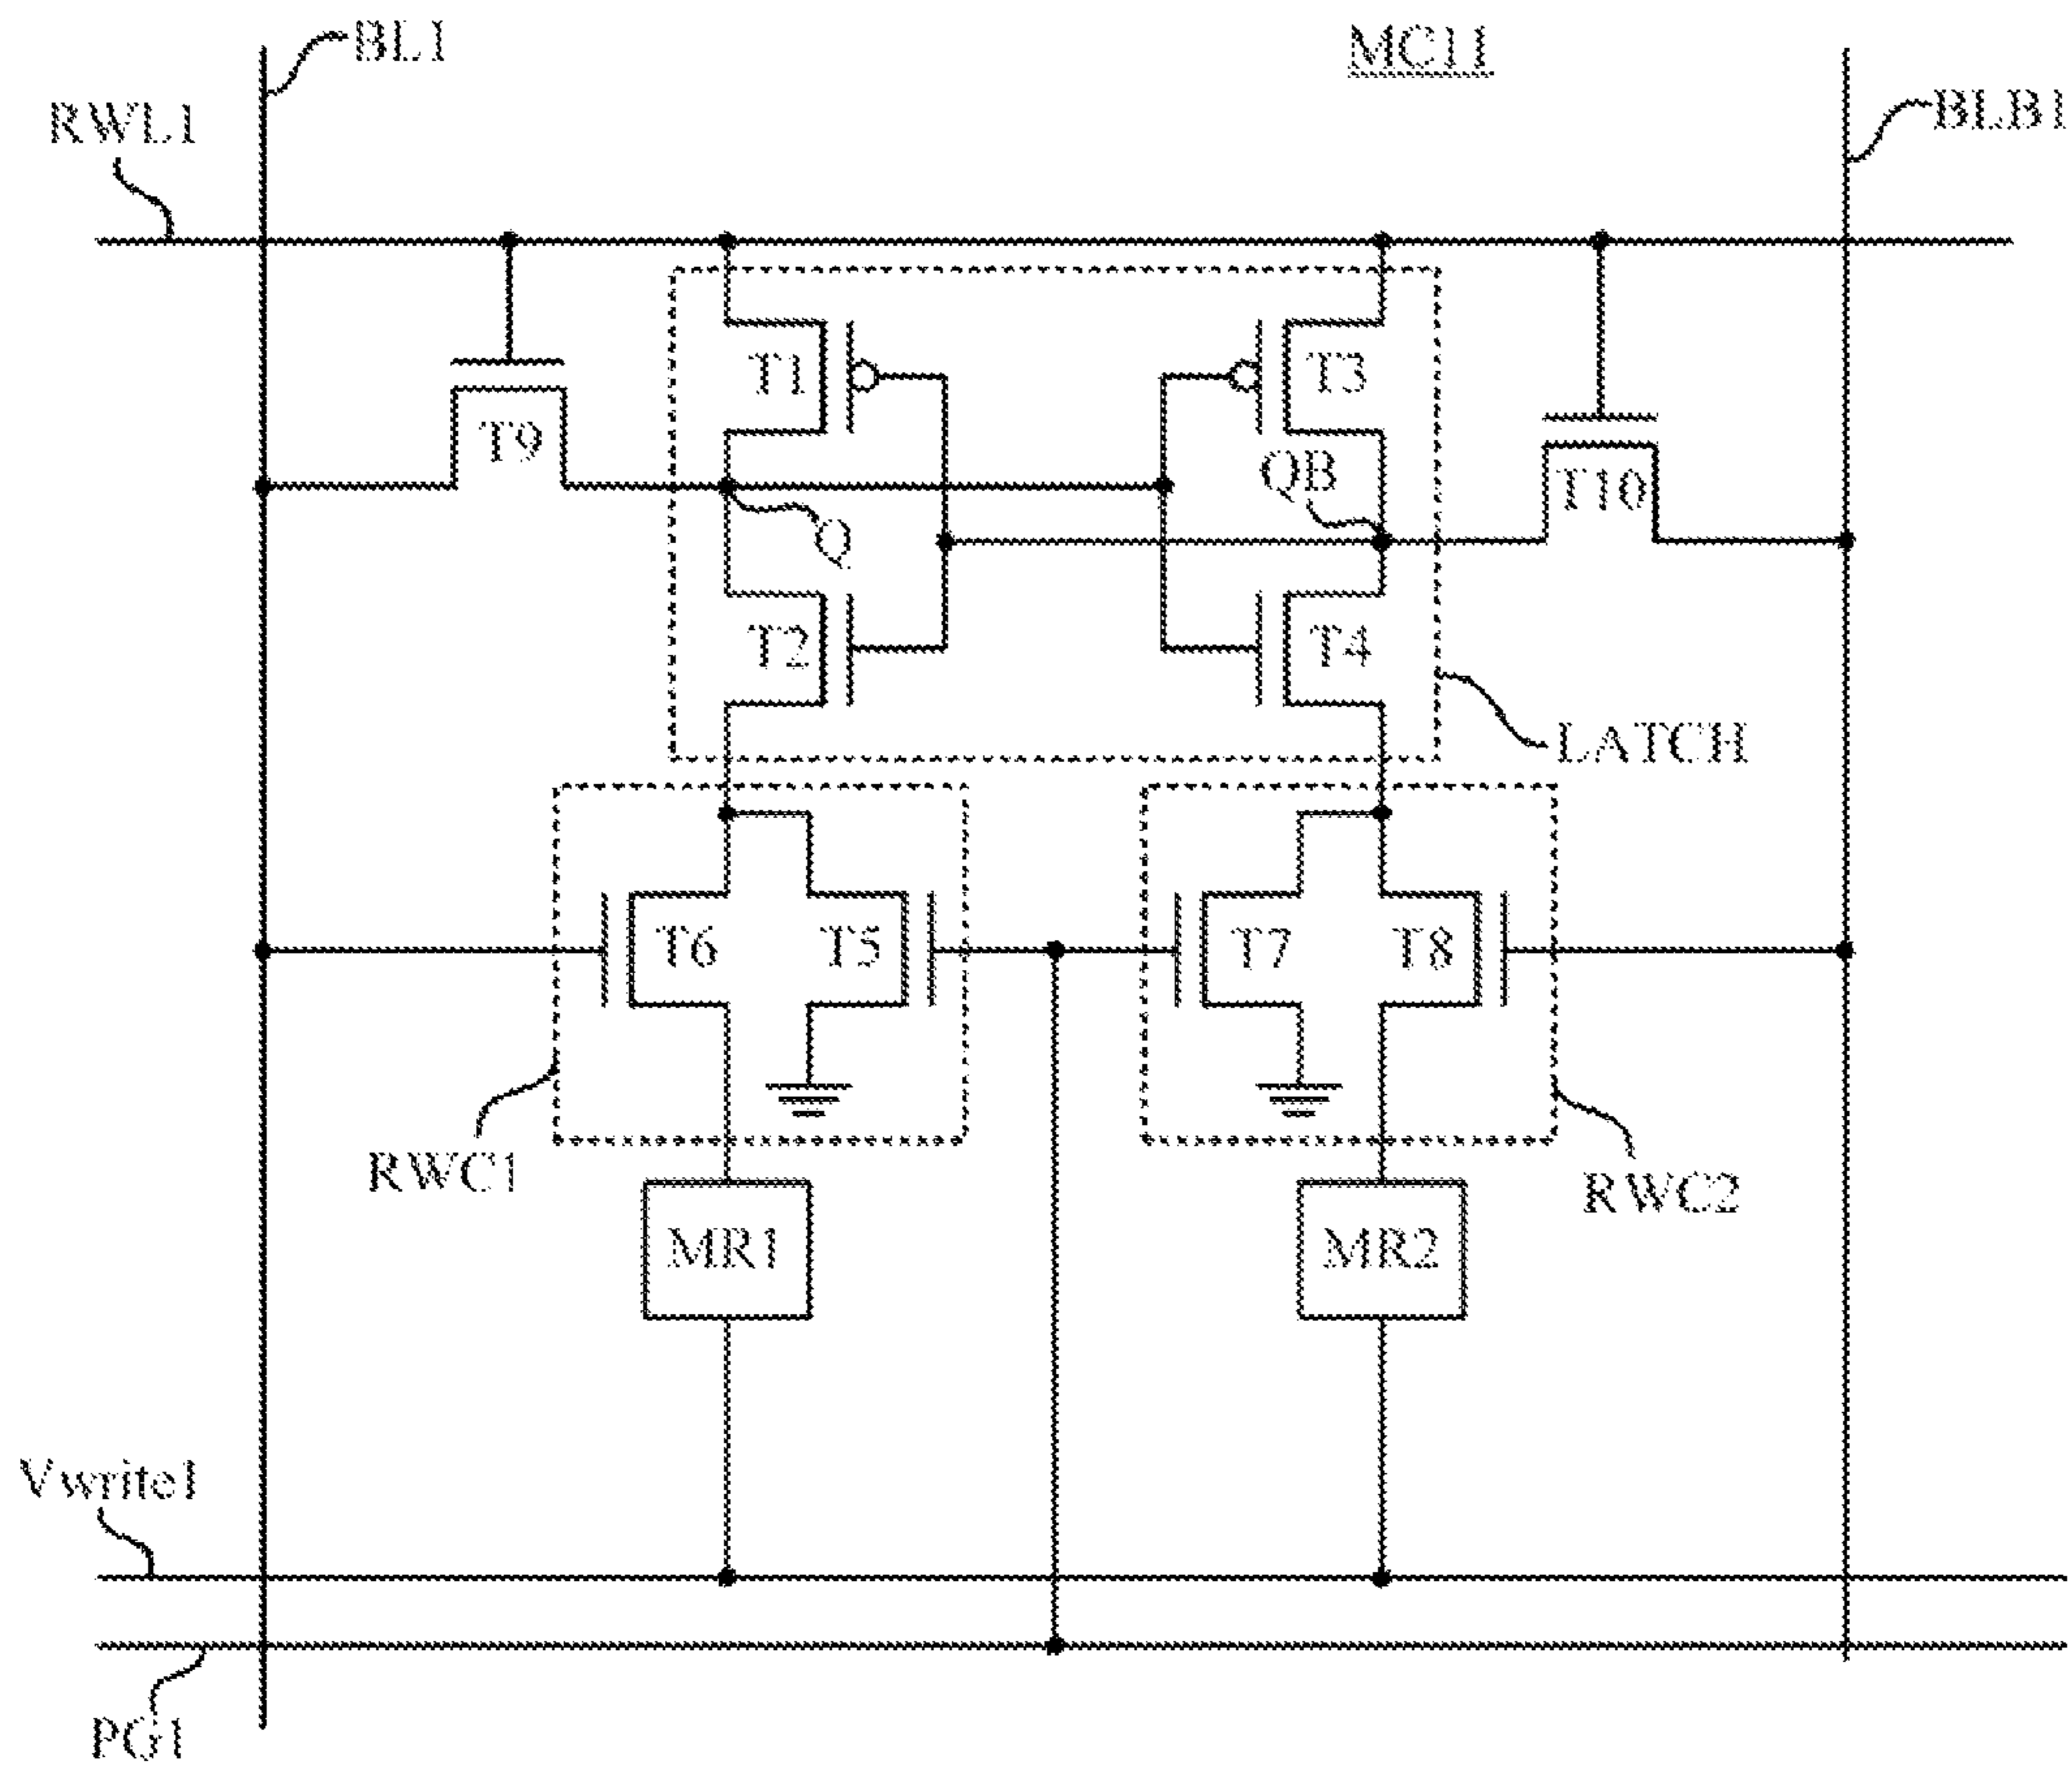 BL1
MC11
BLB1
RWL1
T1
T3
T9
QB
T10
Q
T2
T4
LATCH
T6
T5
T7
T8
RWC1
RWC2
MR1
MR2
Vwrite1
PG1